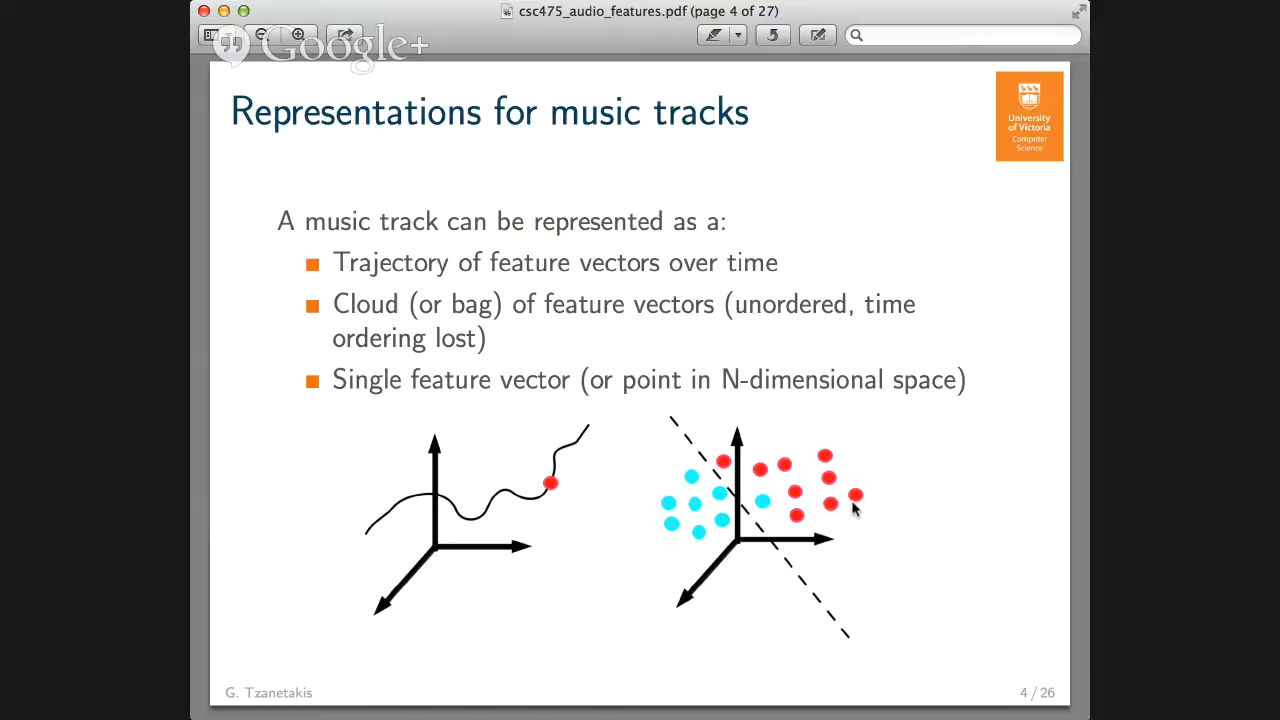 csc475_audio_features.pdf (page 4 of 27)
Google+
Representations for music tracks
University
of Victoria
Computer
Science
A music track can be represented as a:
Trajectory of feature vectors over time
Cloud (or bag) of feature vectors (unordered, time
ordering lost)
Single feature vector (or point in N-dimensional space)
G. Tzanetakis
4 / 26